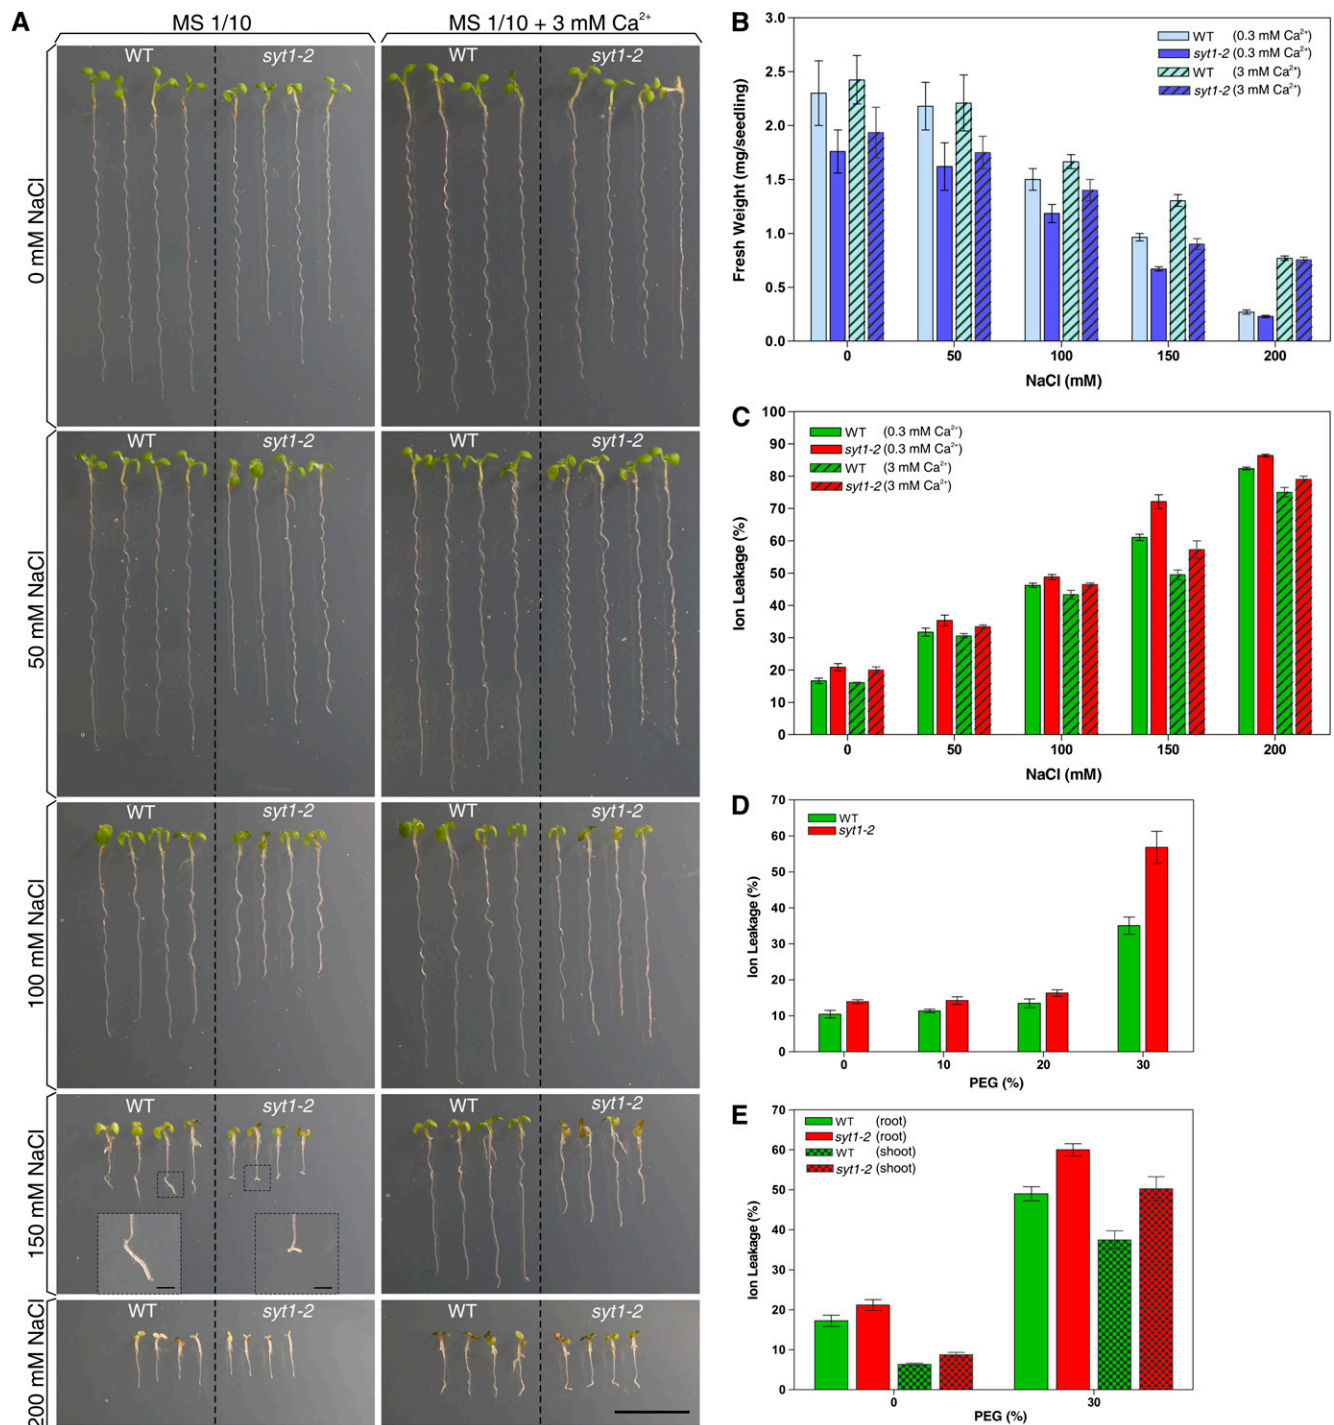 A
MS 1/10
MS 1/10 + 3 mM Ca²⁺
WT
syt1-2
WT
syt1-2
0 mM NaCl
WT
syt1-2
WT
syt1-2
50 mM NaCl
WT
syt1-2
WT
syt1-2
100 mM NaCl
WT
syt1-2
WT
syt1-2
150 mM NaCl
WT
syt1-2
WT
syt1-2
200 mM NaCl
B
3.0
2.5
2.0
1.5
1.0
0.5
0.0
Fresh Weight (mg/seedling)
WT (0.3 mM Ca²⁺)
syt1-2 (0.3 mM Ca²⁺)
WT (3 mM Ca²⁺)
syt1-2 (3 mM Ca²⁺)
0 50 100 150 200
NaCl (mM)
C
100
90
80
70
60
50
40
30
20
10
0
Ion Leakage (%)
WT (0.3 mM Ca²⁺)
syt1-2 (0.3 mM Ca²⁺)
WT (3 mM Ca²⁺)
syt1-2 (3 mM Ca²⁺)
0 50 100 150 200
NaCl (mM)
D
70
60
50
40
30
20
10
0
Ion Leakage (%)
WT
syt1-2
0 10 20 30
PEG (%)
E
70
60
50
40
30
20
10
0
Ion Leakage (%)
WT (root)
syt1-2 (root)
WT (shoot)
syt1-2 (shoot)
0 30
PEG (%)